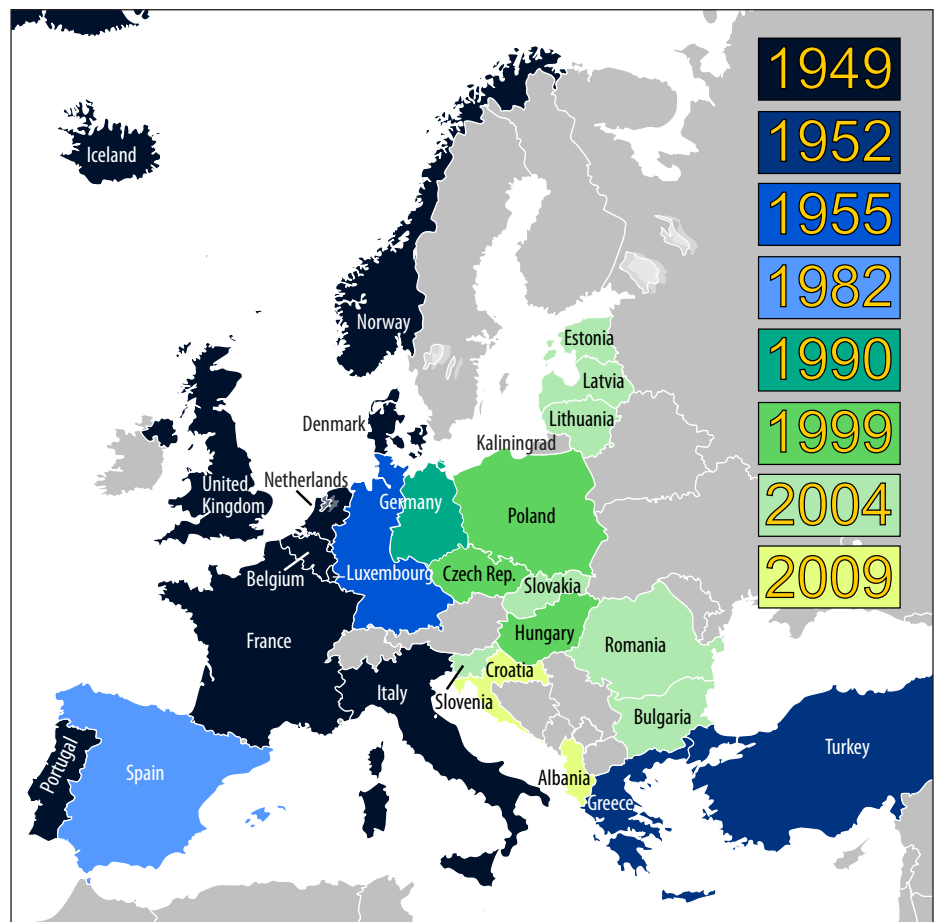 1949
1952
1955
1982
1990
1999
2004
2009
Iceland
Norway
Estonia
Latvia
Lithuania
Denmark
Kaliningrad
Netherlands
United
Kingdom
Germany
Poland
Belgium
Luxembourg
Czech Rep.
Slovakia
France
Hungary
Romania
Croatia
Italy
Slovenia
Bulgaria
Portugal
Spain
Turkey
Albania
Greece